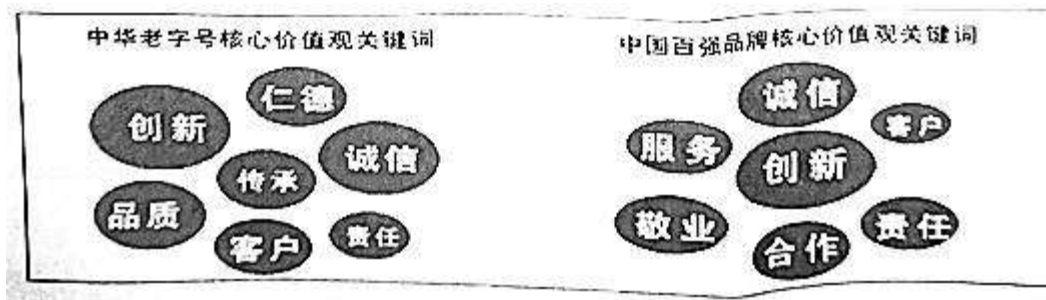 中华老字号核心价值观关键词
仁德
创新
诚信
传承
品质
客户
责任
中国百强品牌核心价值观关键词
诚信
客户
服务
创新
敬业
责任
合作